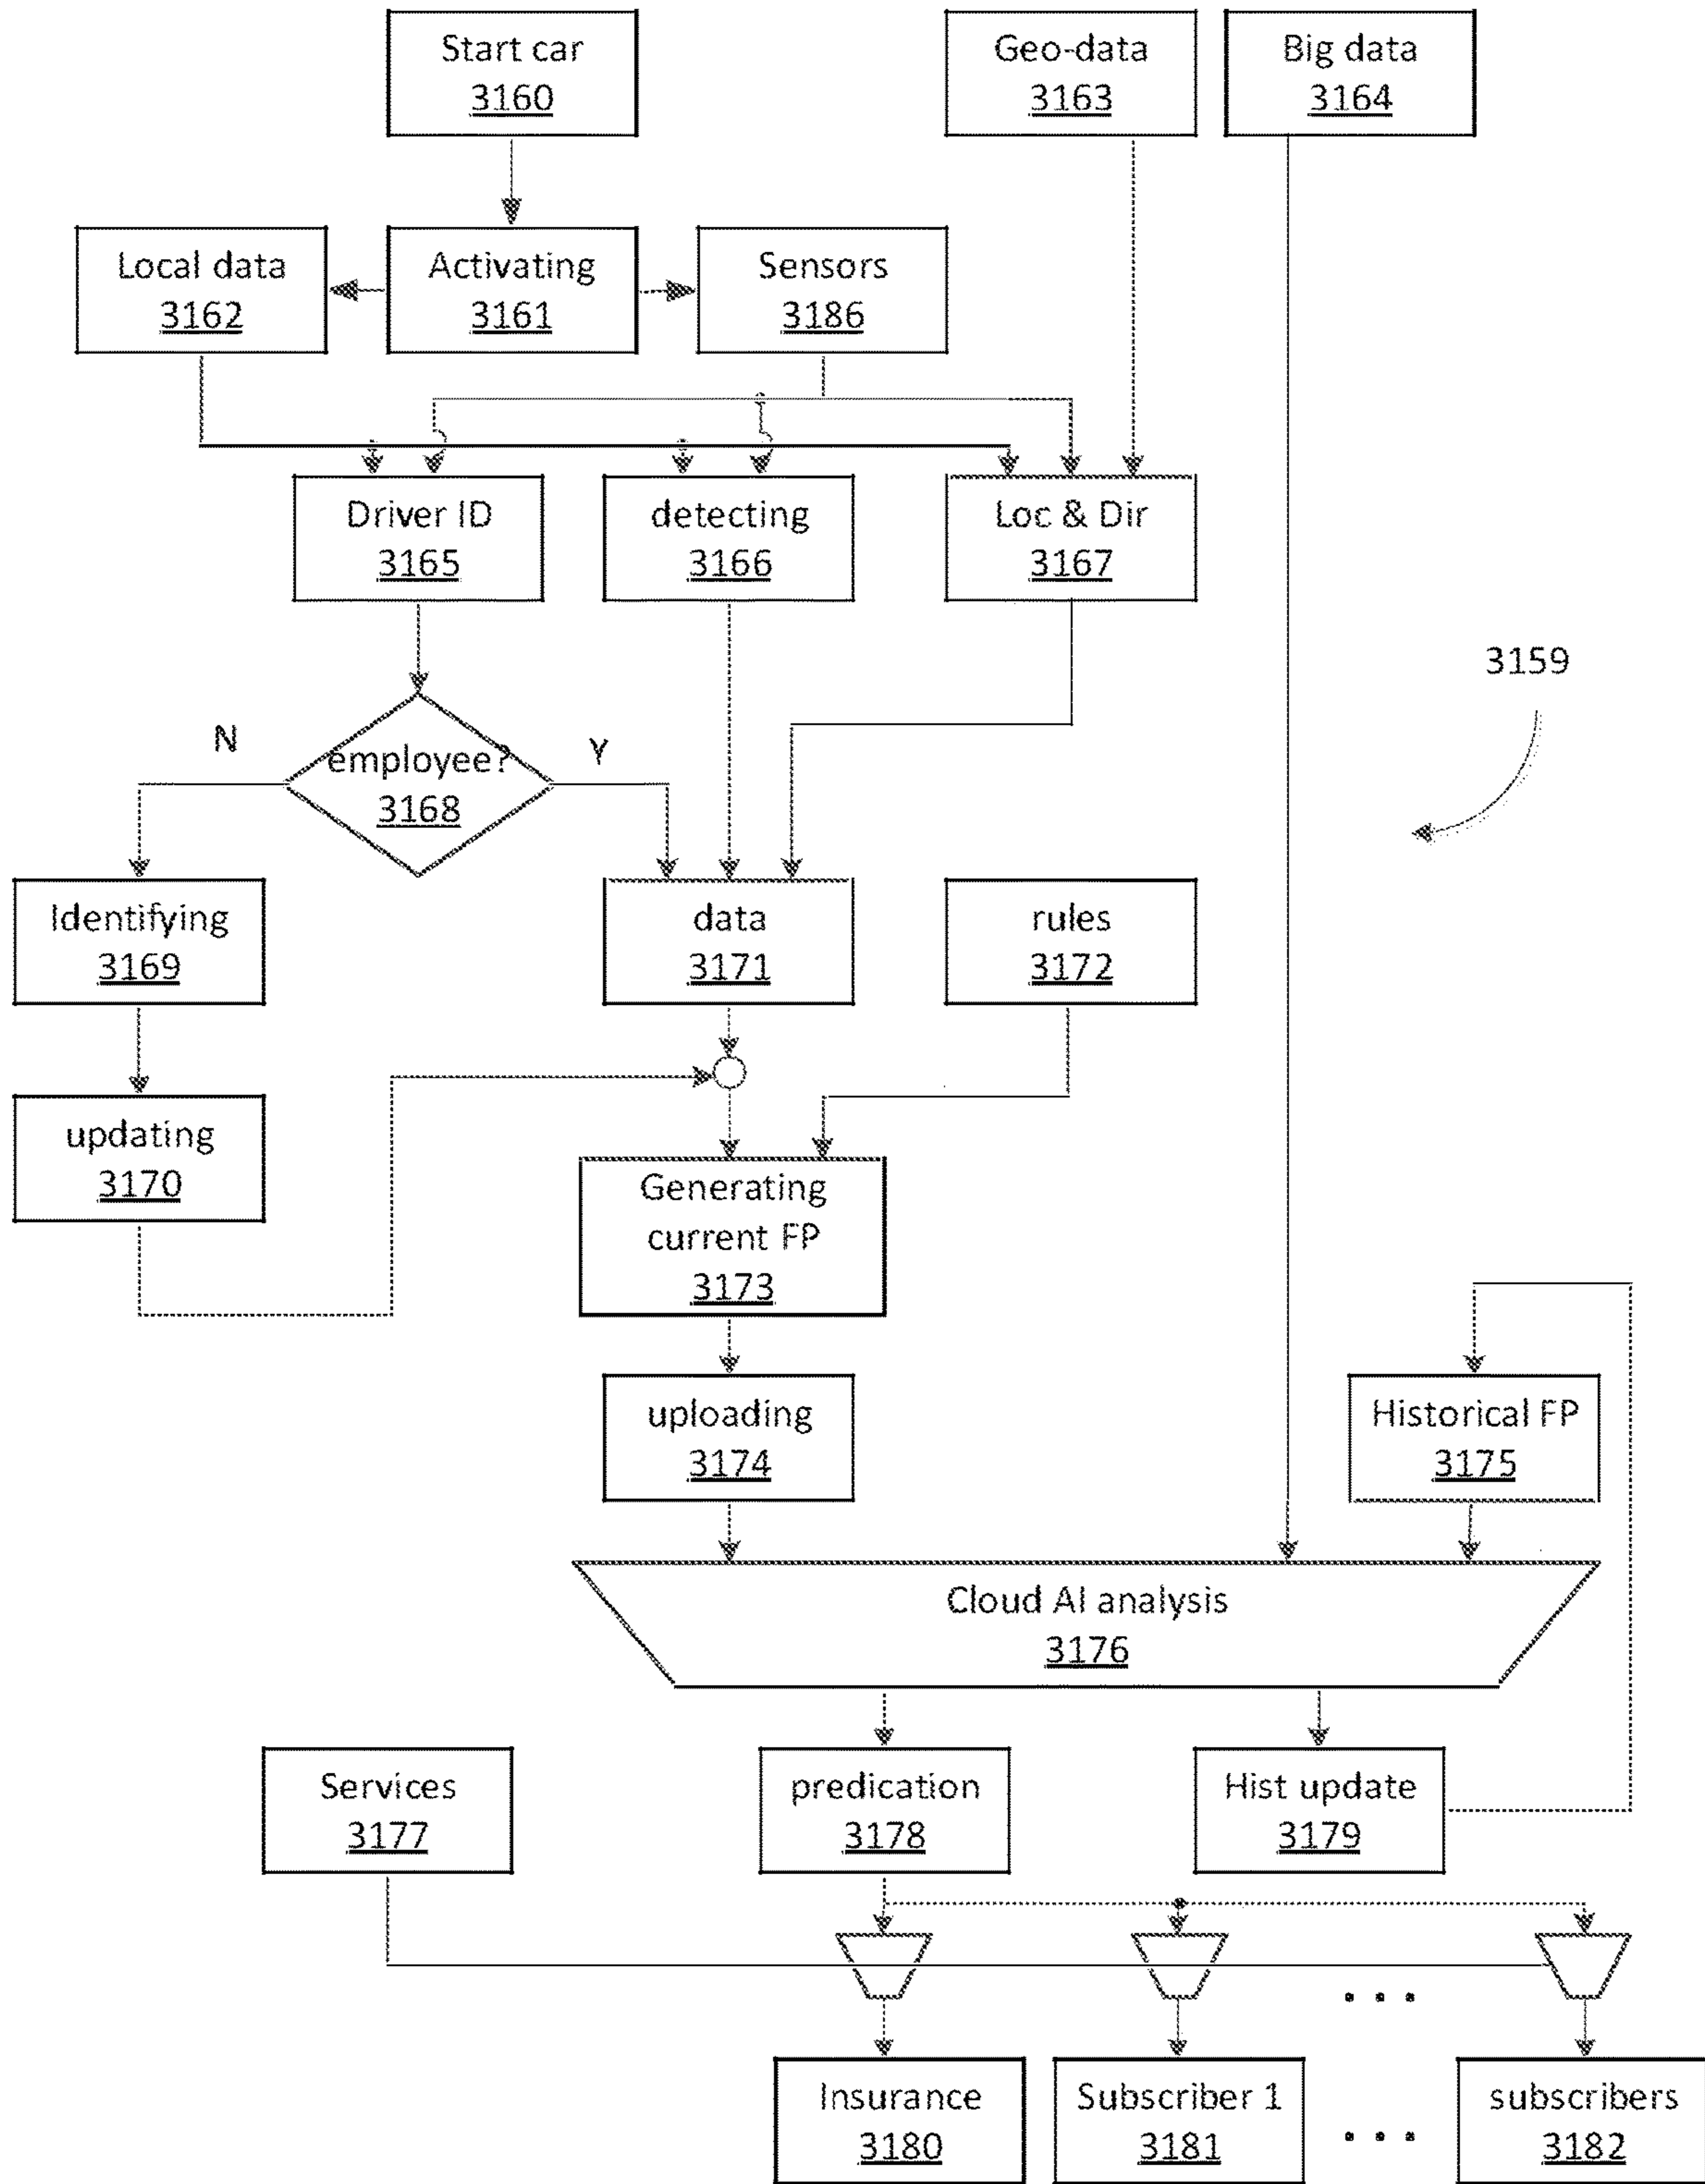 Start car
3160
Geo-data
3163
Big data
3164
Local data
3162
Activating
3161
Sensors
3186
Driver ID
3165
detecting
3166
Loc & Dir
3167
3159
N
employee?
3168
Y
Identifying
3169
data
3171
rules
3172
updating
3170
Generating
current FP
3173
uploading
3174
Historical FP
3175
Cloud AI analysis
3176
Services
3177
predication
3178
Hist update
3179
. . .
Insurance
3180
Subscriber 1
3181
. . .
subscribers
3182